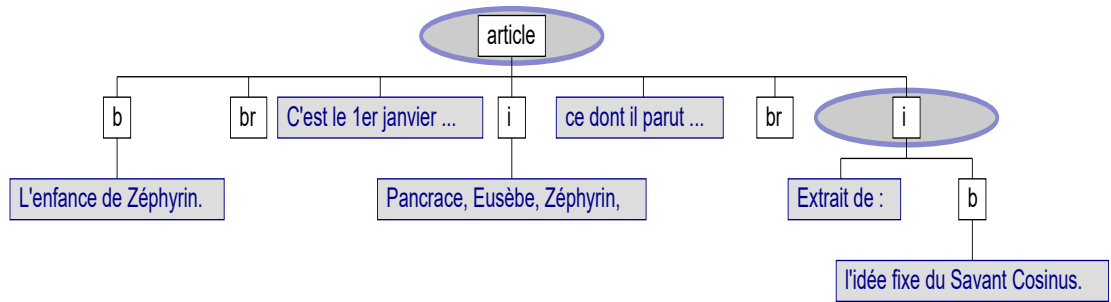 article
b
br
C'est le 1er janvier ...
i
ce dont il parut ...
br
i
L'enfance de Zéphyrin.
Pancrace, Eusèbe, Zéphyrin,
Extrait de :
b
l'idée fixe du Savant Cosinus.